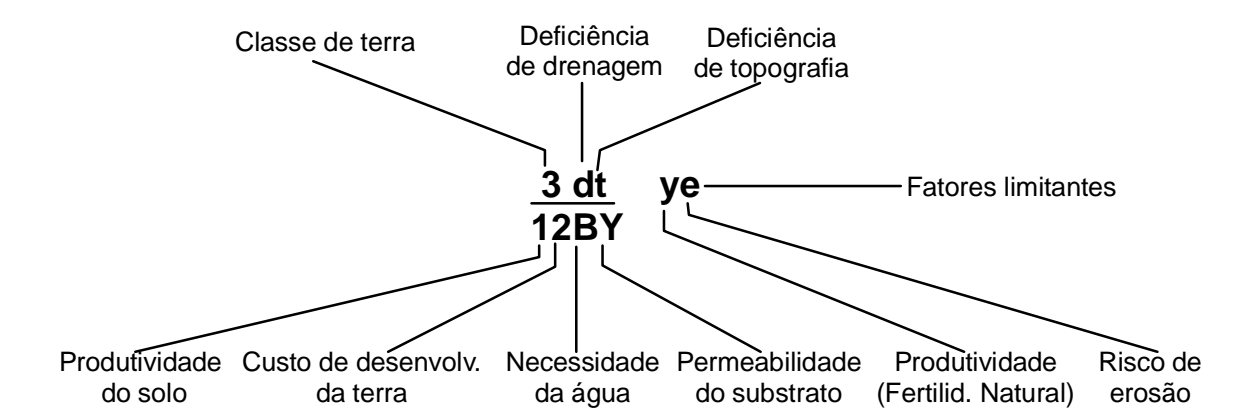 Classe de terra
Deficiência
de drenagem
Deficiência
de topografia
3 dt
ye
Fatores limitantes
12BY
Produtividade
do solo
Custo de desenvolv.
da terra
Necessidade
da água
Permeabilidade
do substrato
Produtividade
(Fertilid. Natural)
Risco de
erosão